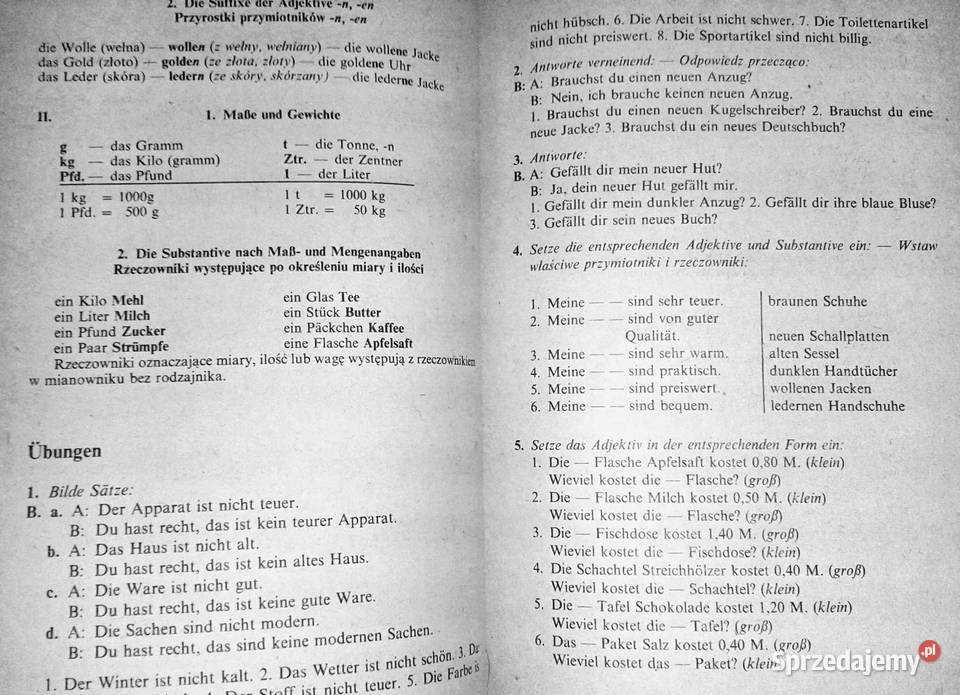 2. Die Suffixe der Adjektive -n, -en
Przyrostki przymiotników -n, -en
die Wolle (wełna) — wollen (z wełny, wełniany) — die wollene Jacke
das Gold (złoto) — golden (ze złota, złoty) — die goldene Uhr
das Leder (skóra) — ledern (ze skóry, skórzany) — die lederne Jacke
II. 1. Maße und Gewichte
g — das Gramm t — die Tonne, -n
kg — das Kilo (gramm) Ztr. — der Zentner
Pfd. — das Pfund l — der Liter
1 kg = 1000g 1 t = 1000 kg
1 Pfd. = 500 g 1 Ztr. = 50 kg
2. Die Substantive nach Maß- und Mengenangaben
Rzeczowniki występujące po określeniu miary i ilości
ein Kilo Mehl ein Glas Tee
ein Liter Milch ein Stück Butter
ein Pfund Zucker ein Päckchen Kaffee
ein Paar Strümpfe eine Flasche Apfelsaft
Rzeczowniki oznaczające miary, ilość lub wagę występują z rzeczownikiem
w mianowniku bez rodzajnika.
Übungen
1. Bilde Sätze:
B. a. A: Der Apparat ist nicht teuer.
B: Du hast recht, das ist kein teurer Apparat.
b. A: Das Haus ist nicht alt.
B: Du hast recht, das ist kein altes Haus.
c. A: Die Ware ist nicht gut.
B: Du hast recht, das ist keine gute Ware.
d. A: Die Sachen sind nicht modern.
B: Du hast recht, das sind keine modernen Sachen.
1. Der Winter ist nicht kalt. 2. Das Wetter ist nicht schön. 3. Da
Der Stoff ist nicht teuer. 5. Die Farbe is
nicht hübsch. 6. Die Arbeit ist nicht schwer. 7. Die Toilettenartikel
sind nicht preiswert. 8. Die Sportartikel sind nicht billig.
2. Antworte verneinend: — Odpowiedz przecząco:
B: A: Brauchst du einen neuen Anzug?
B: Nein, ich brauche keinen neuen Anzug.
1. Brauchst du einen neuen Kugelschreiber? 2. Brauchst du eine
neue Jacke? 3. Brauchst du ein neues Deutschbuch?
3. Antworte:
B. A: Gefällt dir mein neuer Hut?
B: Ja, dein neuer Hut gefällt mir.
1. Gefällt dir mein dunkler Anzug? 2. Gefällt dir ihre blaue Bluse?
3. Gefällt dir sein neues Buch?
4. Setze die entsprechenden Adjektive und Substantive ein: — Wstaw
właściwe przymiotniki i rzeczowniki:
1. Meine — — sind sehr teuer. braunen Schuhe
2. Meine — — sind von guter
Qualität. neuen Schallplatten
3. Meine — — sind sehr warm. alten Sessel
4. Meine — — sind praktisch. dunklen Handtücher
5. Meine — — sind preiswert. wollenen Jacken
6. Meine — — sind bequem. ledernen Handschuhe
5. Setze das Adjektiv in der entsprechenden Form ein:
1. Die — Flasche Apfelsaft kostet 0,80 M. (klein)
Wieviel kostet die — Flasche? (groß)
2. Die — Flasche Milch kostet 0,50 M. (klein)
Wieviel kostet die — Flasche? (groß)
3. Die — Fischdose kostet 1,40 M. (groß)
Wieviel kostet die — Fischdose? (klein)
4. Die Schachtel Streichhölzer kostet 0,40 M. (groß)
Wieviel kostet die — Schachtel? (klein)
5. Die — Tafel Schokolade kostet 1,20 M. (klein)
Wieviel kostet die — Tafel? (groß)
6. Das — Paket Salz kostet 0,40 M. (groß)
Wieviel kostet das — Paket? (klein
Sprzedajemy.pl